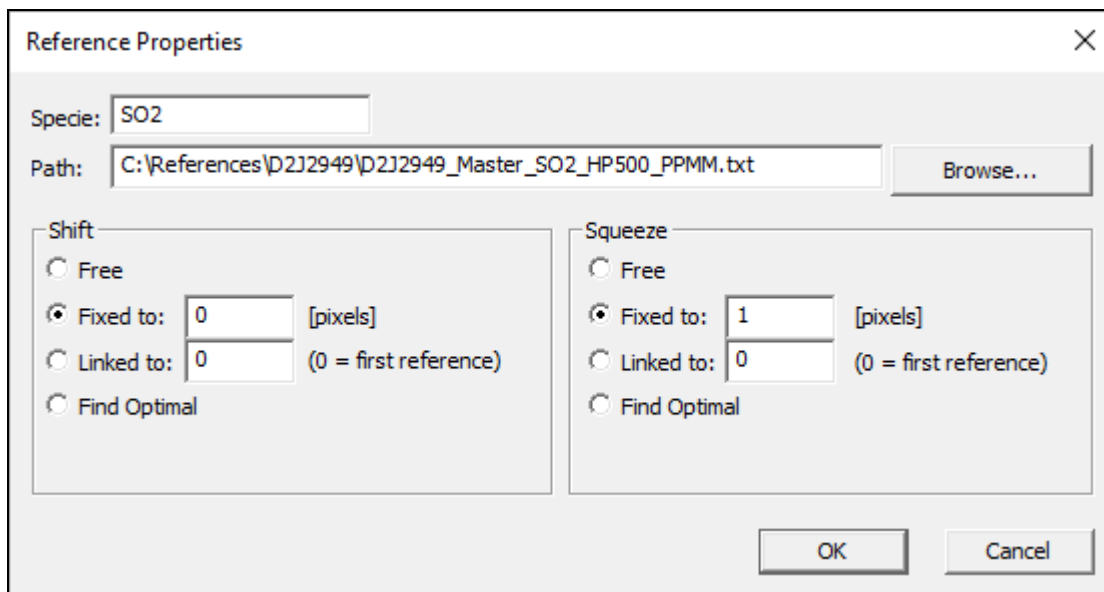 Reference Properties
Specie: SO2
Path: C:\References\D2J2949\D2J2949_Master_SO2_HP500_PPMM.txt Browse...
Shift
Free
Fixed to: 0 [pixels]
Linked to: 0 (0 = first reference)
Find Optimal
Squeeze
Free
Fixed to: 1 [pixels]
Linked to: 0 (0 = first reference)
Find Optimal
OK Cancel